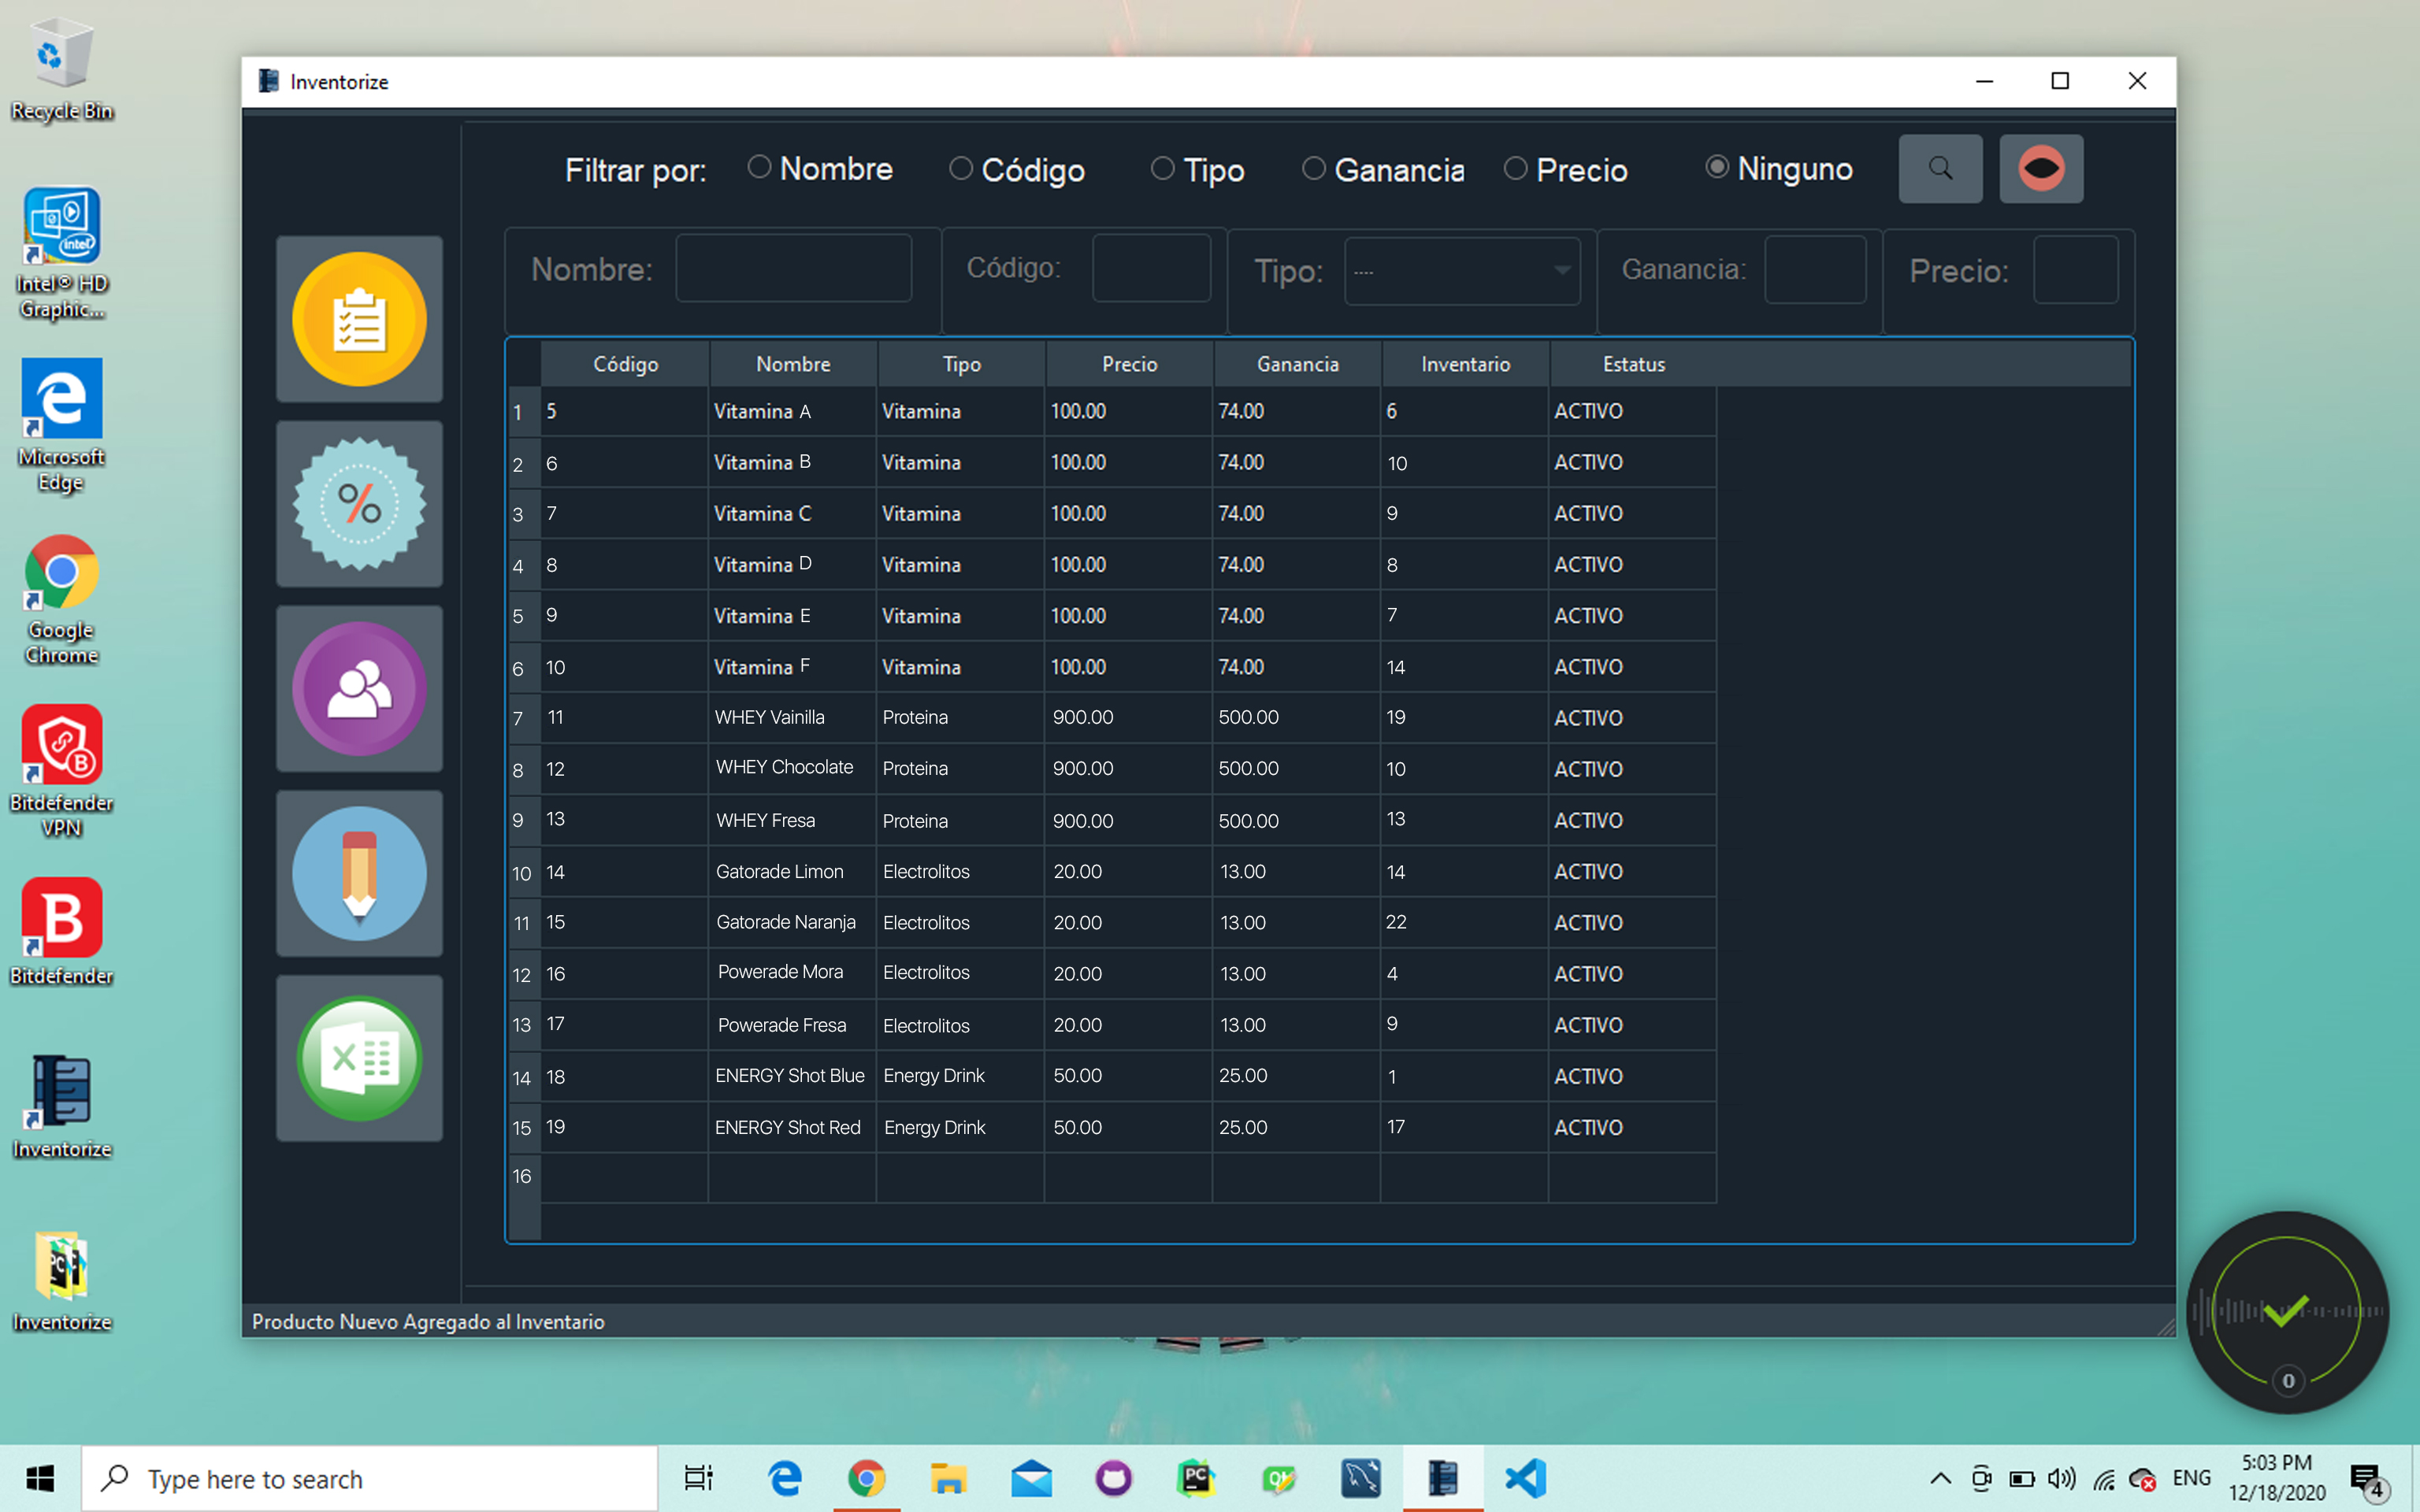 Recycle Bin
Intel® HD
Graphic...
Microsoft
Edge
Google
Chrome
Bitdefender
VPN
Bitdefender
Inventorize
Inventorize
Inventorize
Filtrar por: Nombre Código Tipo Ganancia Precio Ninguno
Nombre: Código: Tipo: ---- Ganancia: Precio:
Código Nombre Tipo Precio Ganancia Inventario Estatus
1 5 Vitamina A Vitamina 100.00 74.00 6 ACTIVO
2 6 Vitamina B Vitamina 100.00 74.00 10 ACTIVO
3 7 Vitamina C Vitamina 100.00 74.00 9 ACTIVO
4 8 Vitamina D Vitamina 100.00 74.00 8 ACTIVO
5 9 Vitamina E Vitamina 100.00 74.00 7 ACTIVO
6 10 Vitamina F Vitamina 100.00 74.00 14 ACTIVO
7 11 WHEY Vainilla Proteina 900.00 500.00 19 ACTIVO
8 12 WHEY Chocolate Proteina 900.00 500.00 10 ACTIVO
9 13 WHEY Fresa Proteina 900.00 500.00 13 ACTIVO
10 14 Gatorade Limon Electrolitos 20.00 13.00 14 ACTIVO
11 15 Gatorade Naranja Electrolitos 20.00 13.00 22 ACTIVO
12 16 Powerade Mora Electrolitos 20.00 13.00 4 ACTIVO
13 17 Powerade Fresa Electrolitos 20.00 13.00 9 ACTIVO
14 18 ENERGY Shot Blue Energy Drink 50.00 25.00 1 ACTIVO
15 19 ENERGY Shot Red Energy Drink 50.00 25.00 17 ACTIVO
16
Producto Nuevo Agregado al Inventario
0
Type here to search
ENG
5:03 PM
12/18/2020
4